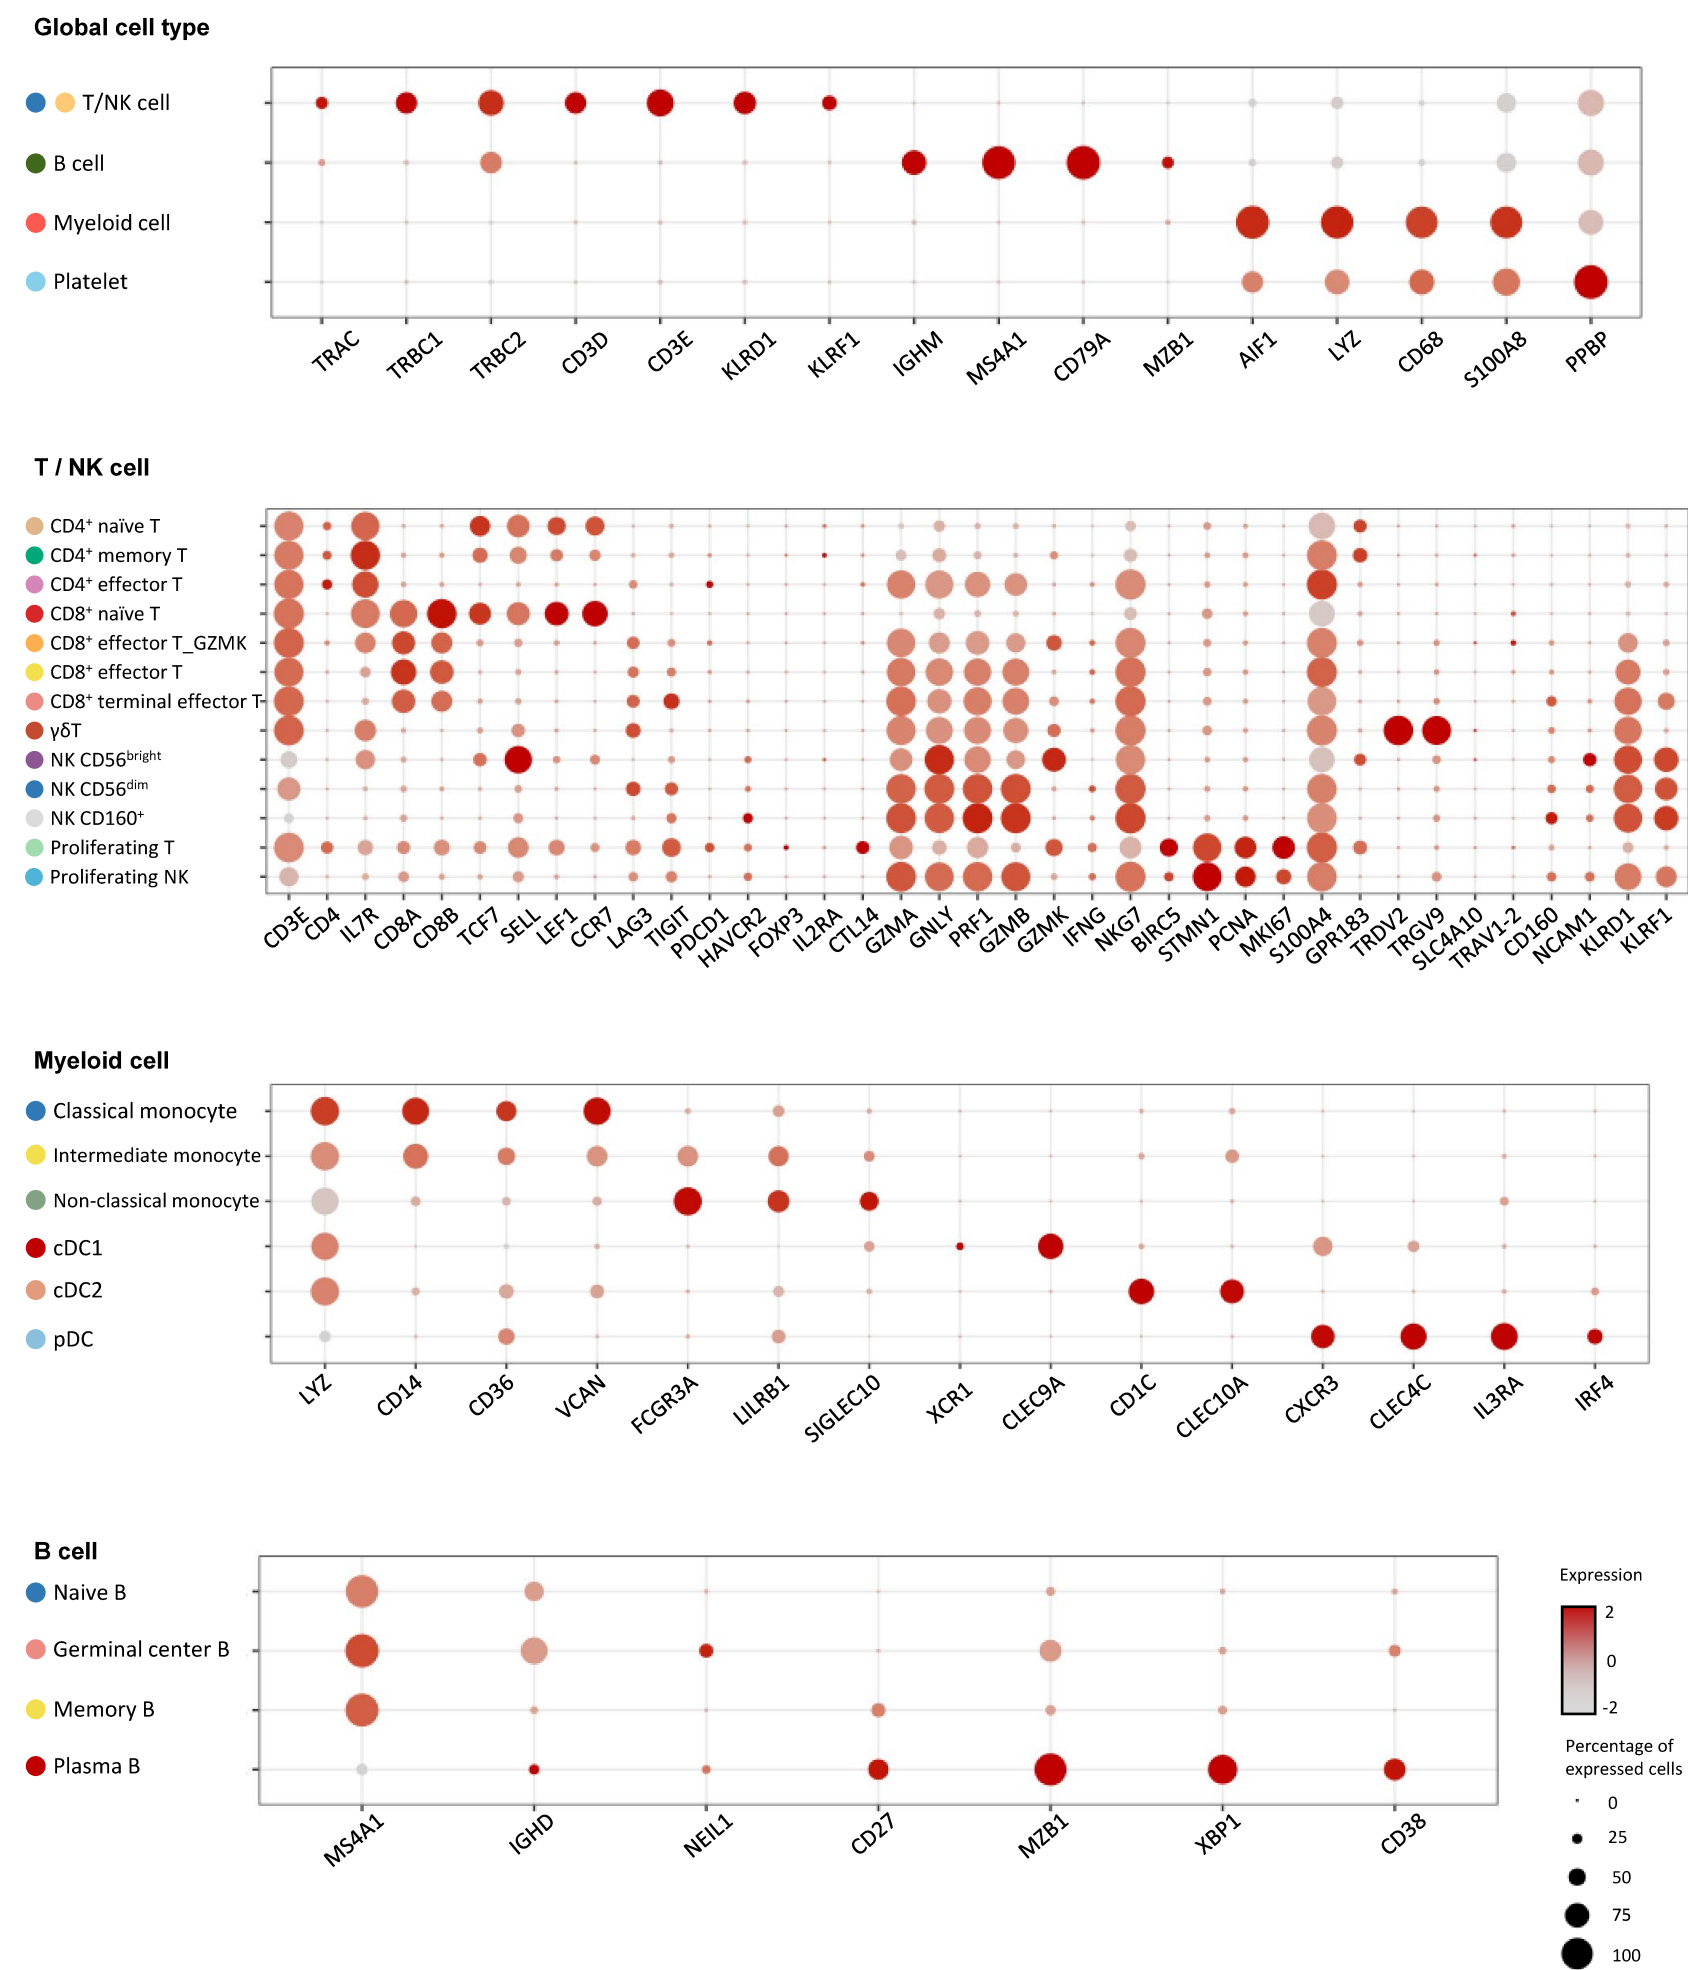 Global cell type
T/NK cell
B cell
Myeloid cell
Platelet
TRAC TRBC1 TRBC2 CD3D CD3E KLRD1 KLRF1 IGHM MS4A1 CD79A MZB1 AIF1 LYZ CD68 S100A8 PPBP
T / NK cell
CD4⁺ naïve T
CD4⁺ memory T
CD4⁺ effector T
CD8⁺ naïve T
CD8⁺ effector T_GZMK
CD8⁺ effector T
CD8⁺ terminal effector T
γδT
NK CD56ᵇʳⁱᵍʰᵗ
NK CD56ᵈⁱᵐ
NK CD160⁺
Proliferating T
Proliferating NK
CD3E CD4 IL7R CD8A CD8B TCF7 SELL LEF1 CCR7 LAG3 TIGIT PDCD1 HAVCR2 FOXP3 IL2RA CTL14 GZMA GNLY PRF1 GZMB GZMK IFNG NKG7 BIRC5 STMN1 PCNA MKI67 S100A4 GPR183 TRDV2 TRGV9 SLC4A10 TRAV1-2 CD160 NCAM1 KLRD1 KLRF1
Myeloid cell
Classical monocyte
Intermediate monocyte
Non-classical monocyte
cDC1
cDC2
pDC
LYZ CD14 CD36 VCAN FCGR3A LILRB1 SIGLEC10 XCR1 CLEC9A CD1C CLEC10A CXCR3 CLEC4C IL3RA IRF4
B cell
Naive B
Germinal center B
Memory B
Plasma B
MS4A1 IGHD NEIL1 CD27 MZB1 XBP1 CD38
Expression
2
0
-2
Percentage of
expressed cells
0
25
50
75
100